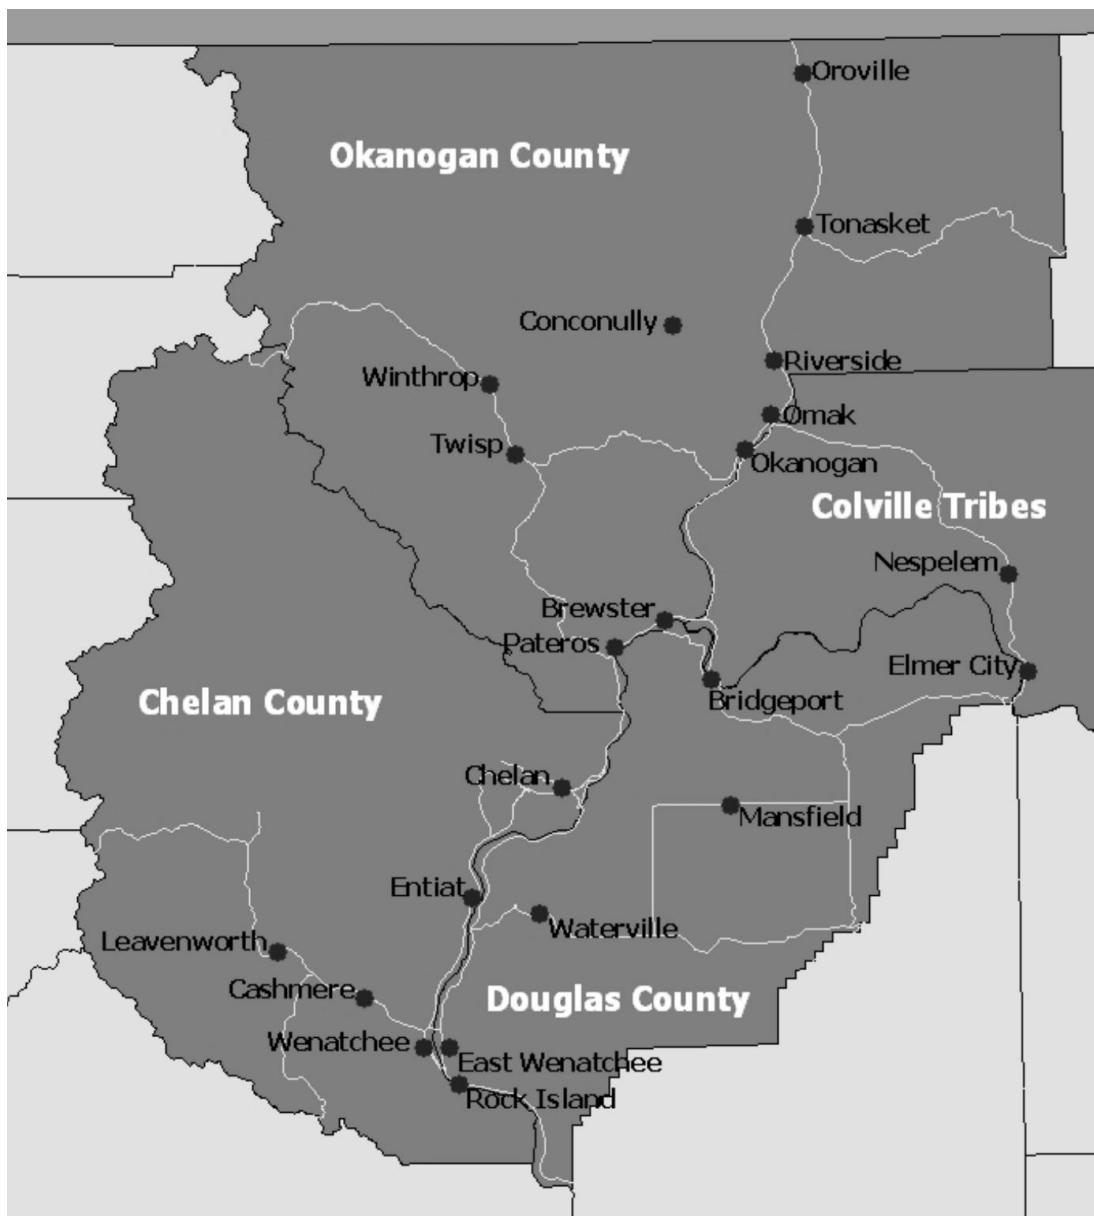 Oroville
Okanogan County
Tonasket
Conconully
Riverside
Winthrop
Omak
Twisp
Okanogan
Colville Tribes
Nespelem
Brewster
Pateros
Elmer City
Bridgeport
Chelan County
Chelan
Mansfield
Entiat
Waterville
Leavenworth
Cashmere
Douglas County
Wenatchee
East Wenatchee
Rock Island